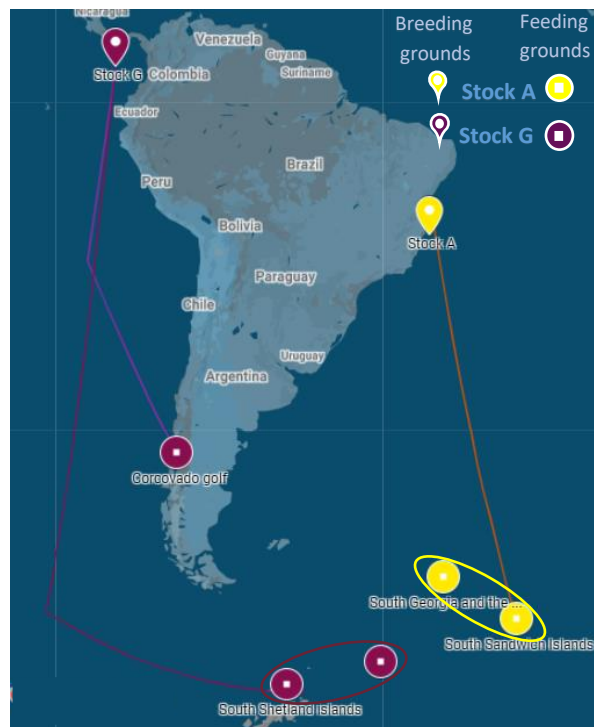 Nicaragua
Breeding
grounds
Feeding
grounds
Venezuela
Guyana
Suriname
Stock G
Colombia
Stock A
Ecuador
Stock G
Brazil
Peru
Bolivia
Stock A
Paraguay
Chile
Uruguay
Argentina
Corcovado golf
South Georgia and the ...
South Sandwich Islands
South Shetland Islands